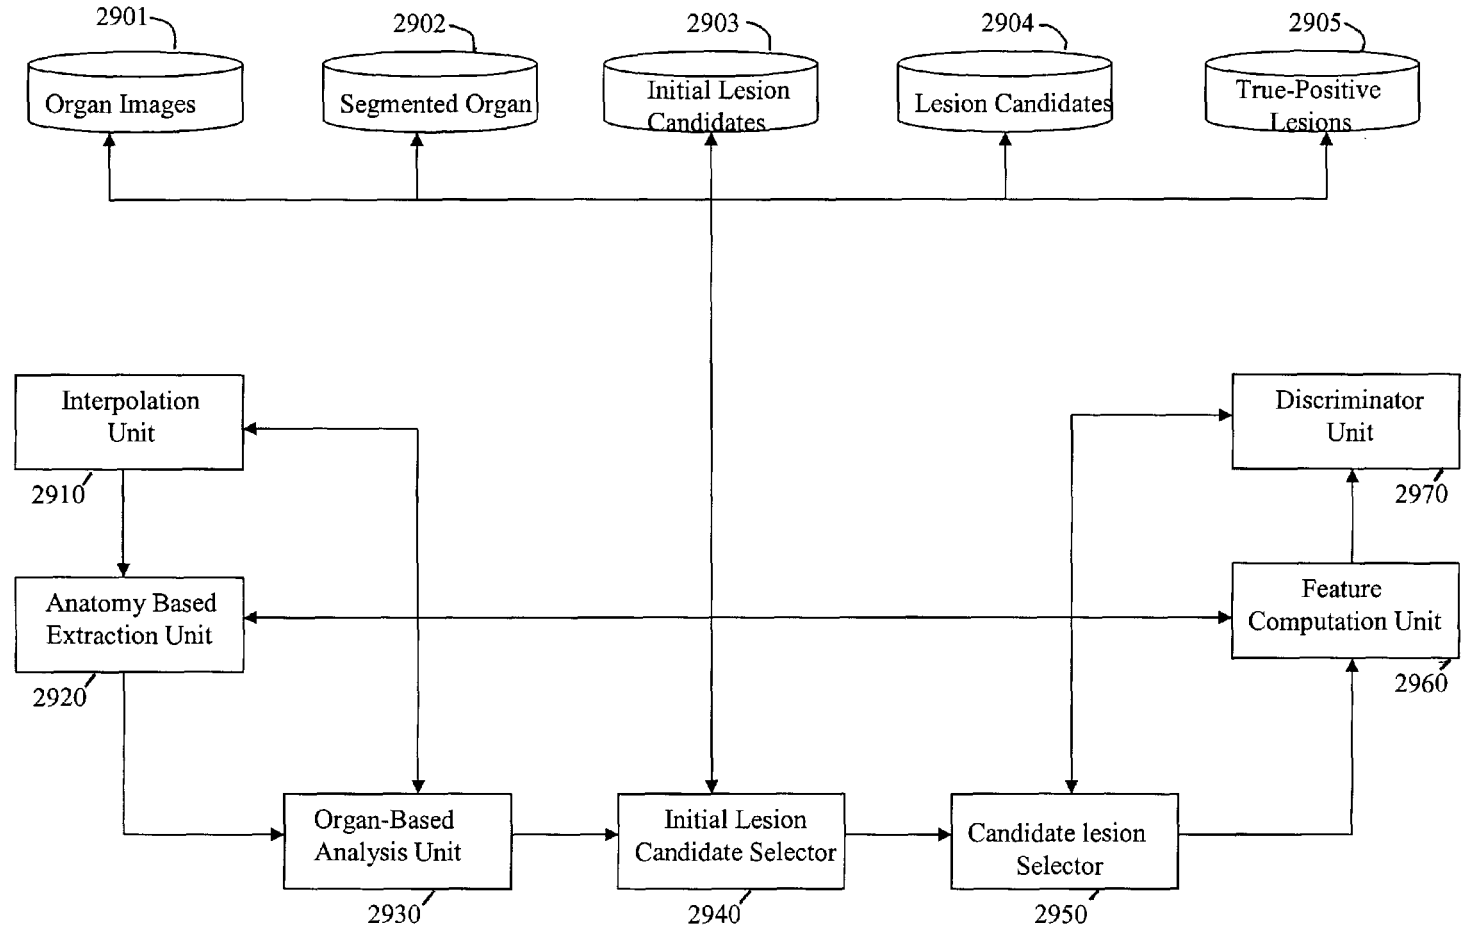 2901
2902
2903
2904
2905
Organ Images
Segmented Organ
Initial Lesion
Candidates
Lesion Candidates
True-Positive
Lesions
Interpolation
Unit
2910
Discriminator
Unit
2970
Anatomy Based
Extraction Unit
2920
Feature
Computation Unit
2960
Organ-Based
Analysis Unit
2930
Initial Lesion
Candidate Selector
2940
Candidate lesion
Selector
2950